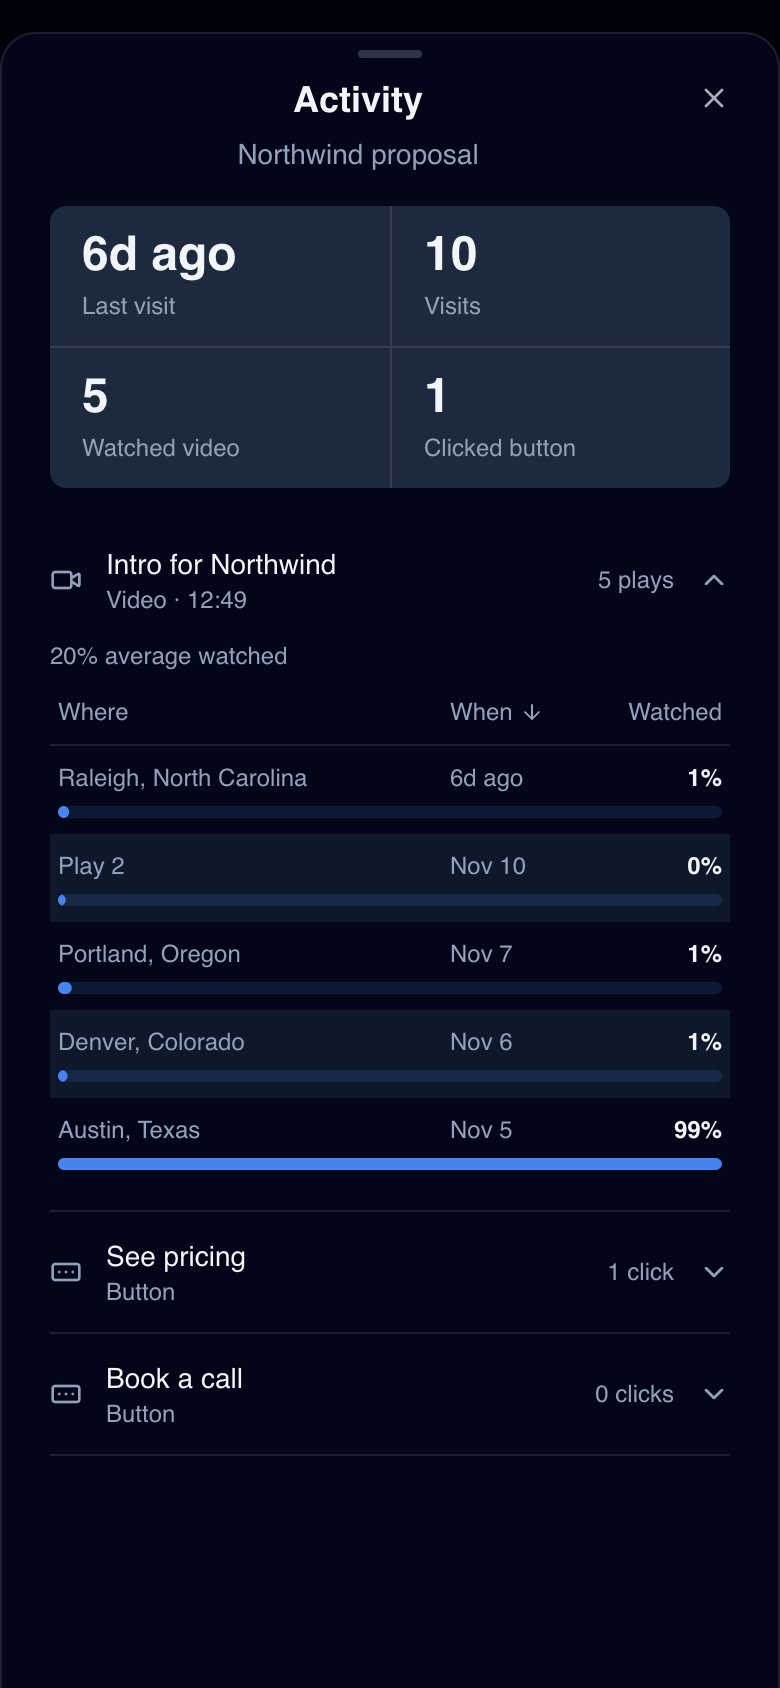 Activity
Northwind proposal
6d ago
Last visit
10
Visits
5
Watched video
1
Clicked button
Intro for Northwind
Video · 12:49
5 plays
20% average watched
Where When ↓ Watched
Raleigh, North Carolina 6d ago 1%
Play 2 Nov 10 0%
Portland, Oregon Nov 7 1%
Denver, Colorado Nov 6 1%
Austin, Texas Nov 5 99%
See pricing
Button
1 click
Book a call
Button
0 clicks